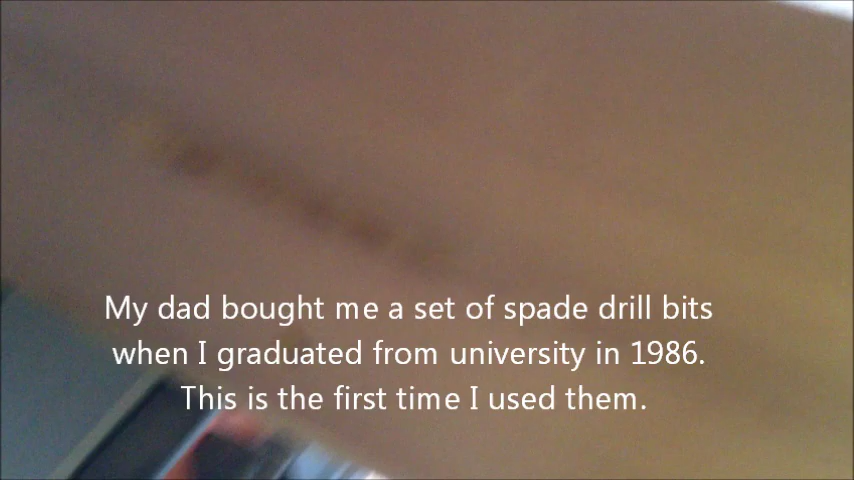 My dad bought me a set of spade drill bits
when I graduated from university in 1986.
This is the first time I used them.